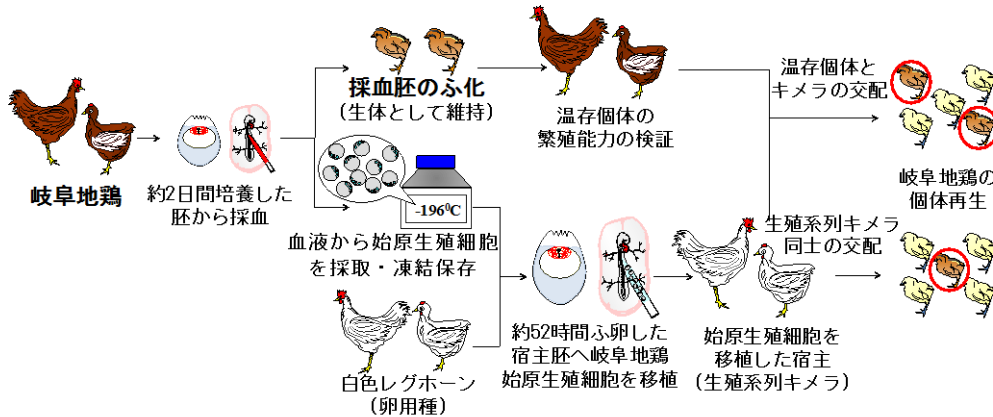 岐阜地鶏
約2日間培養した
胚から採血
採血胚のふ化
(生体として維持)
温存個体の
繁殖能力の検証
温存個体と
キメラの交配
岐阜地鶏の
個体再生
-196⁰C
血液から始原生殖細胞
を採取・凍結保存
白色レグホーン
(卵用種)
約52時間ふ卵した
宿主胚へ岐阜地鶏
始原生殖細胞を移植
生殖系列キメラ
同士の交配
始原生殖細胞を
移植した宿主
(生殖系列キメラ)